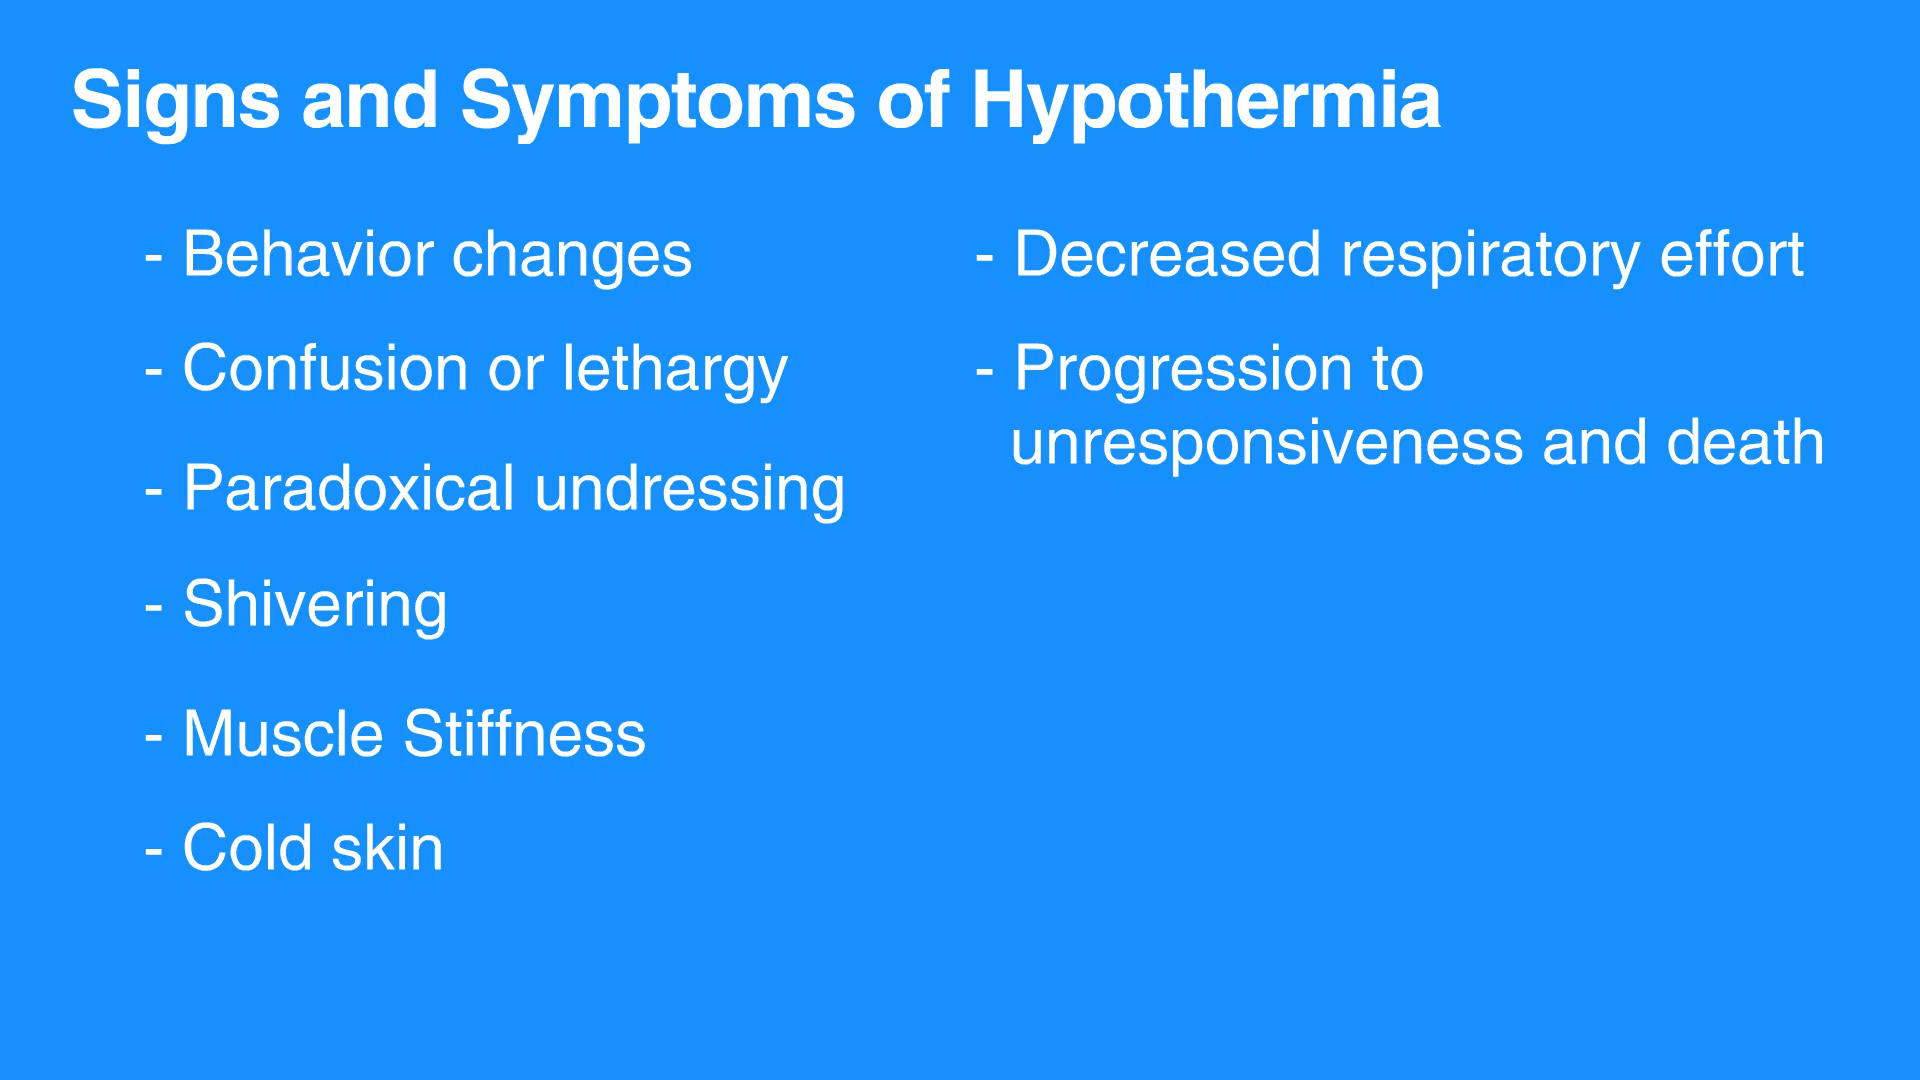 Signs and Symptoms of Hypothermia
- Behavior changes
- Confusion or lethargy
- Paradoxical undressing
- Shivering
- Muscle Stiffness
- Cold skin
- Decreased respiratory effort
- Progression to
unresponsiveness and death